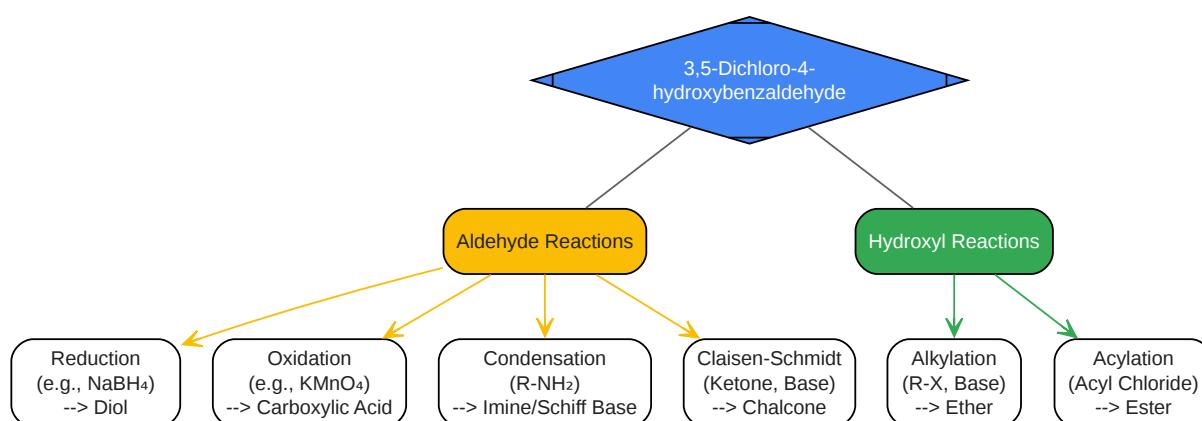 3,5-Dichloro-4-
hydroxybenzaldehyde
Aldehyde Reactions
Hydroxyl Reactions
Reduction
(e.g., NaBH₄)
--> Diol
Oxidation
(e.g., KMnO₄)
--> Carboxylic Acid
Condensation
(R-NH₂)
--> Imine/Schiff Base
Claisen-Schmidt
(Ketone, Base)
--> Chalcone
Alkylation
(R-X, Base)
--> Ether
Acylation
(Acyl Chloride)
--> Ester